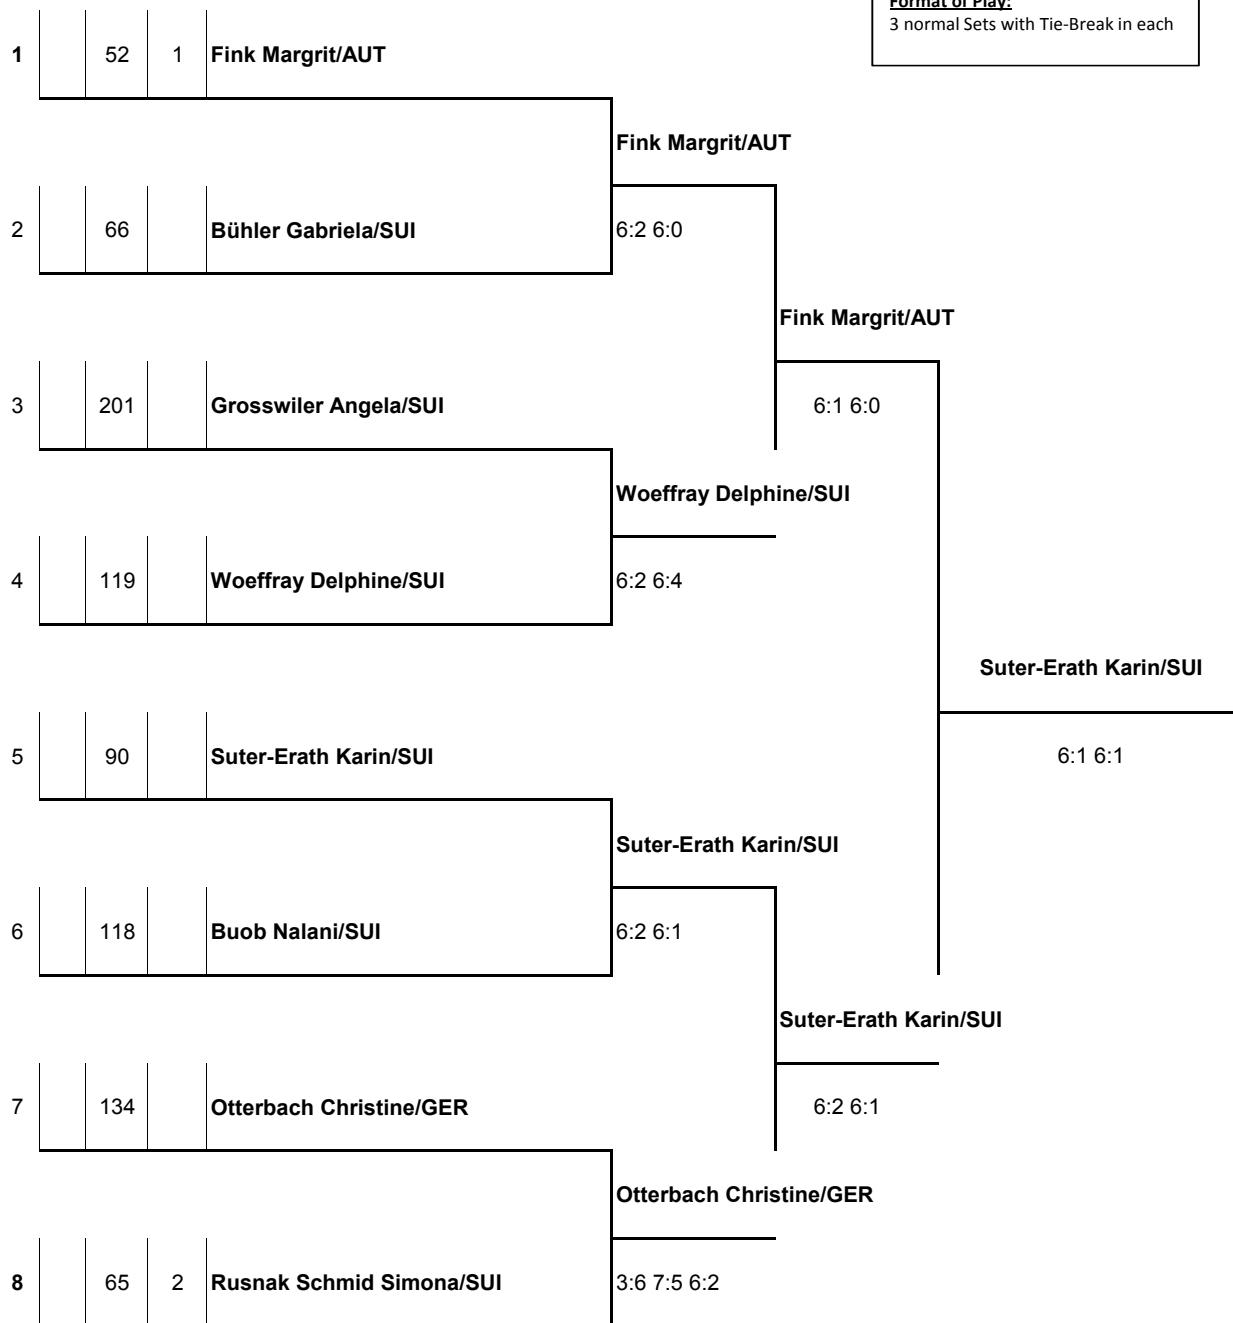 Format of Play:
3 normal Sets with Tie-Break in each
1 52 1 Fink Margrit/AUT
Fink Margrit/AUT
2 66 Bühler Gabriela/SUI 6:2 6:0
Fink Margrit/AUT
3 201 Grosswiler Angela/SUI 6:1 6:0
Woeffray Delphine/SUI
4 119 Woeffray Delphine/SUI 6:2 6:4
Suter-Erath Karin/SUI
5 90 Suter-Erath Karin/SUI 6:1 6:1
Suter-Erath Karin/SUI
6 118 Buob Nalani/SUI 6:2 6:1
Suter-Erath Karin/SUI
7 134 Otterbach Christine/GER 6:2 6:1
Otterbach Christine/GER
8 65 2 Rusnak Schmid Simona/SUI 3:6 7:5 6:2